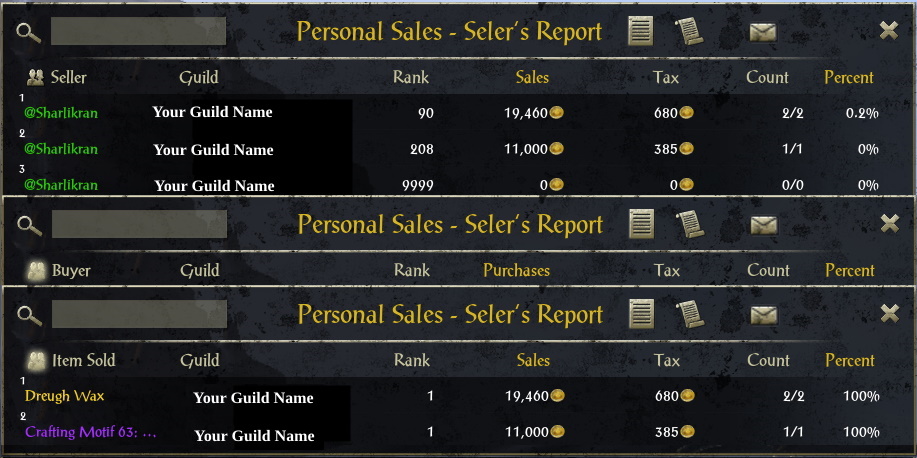 Personal Sales - Seler's Report
Seller Guild Rank Sales Tax Count Percent
1
@Sharlikran Your Guild Name 90 19,460 680 2/2 0.2%
2
@Sharlikran Your Guild Name 208 11,000 385 1/1 0%
3
@Sharlikran Your Guild Name 9999 0 0 0/0 0%
Personal Sales - Seler's Report
Buyer Guild Rank Purchases Tax Count Percent
Personal Sales - Seler's Report
Item Sold Guild Rank Sales Tax Count Percent
1
Dreugh Wax Your Guild Name 1 19,460 680 2/2 100%
2
Crafting Motif 63: ... Your Guild Name 1 11,000 385 1/1 100%